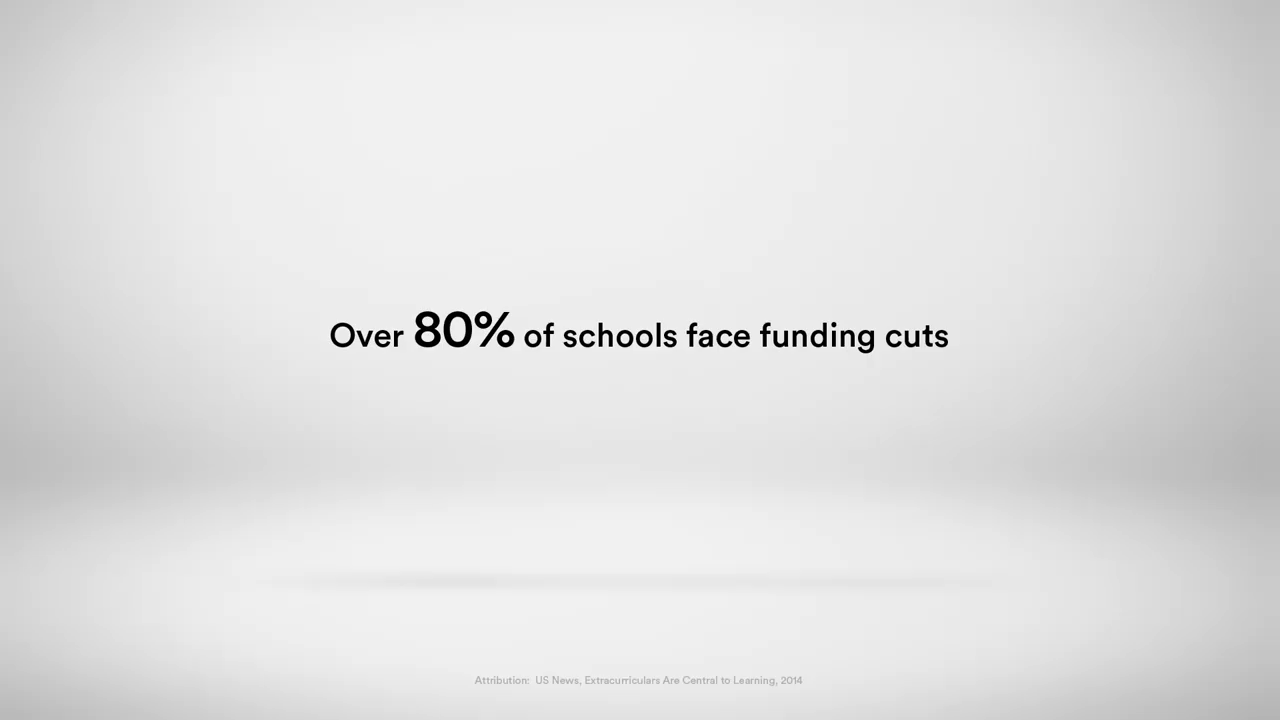 Over 80% of schools face funding cuts
Attribution: US News, Extracurriculars Are Central to Learning, 2014